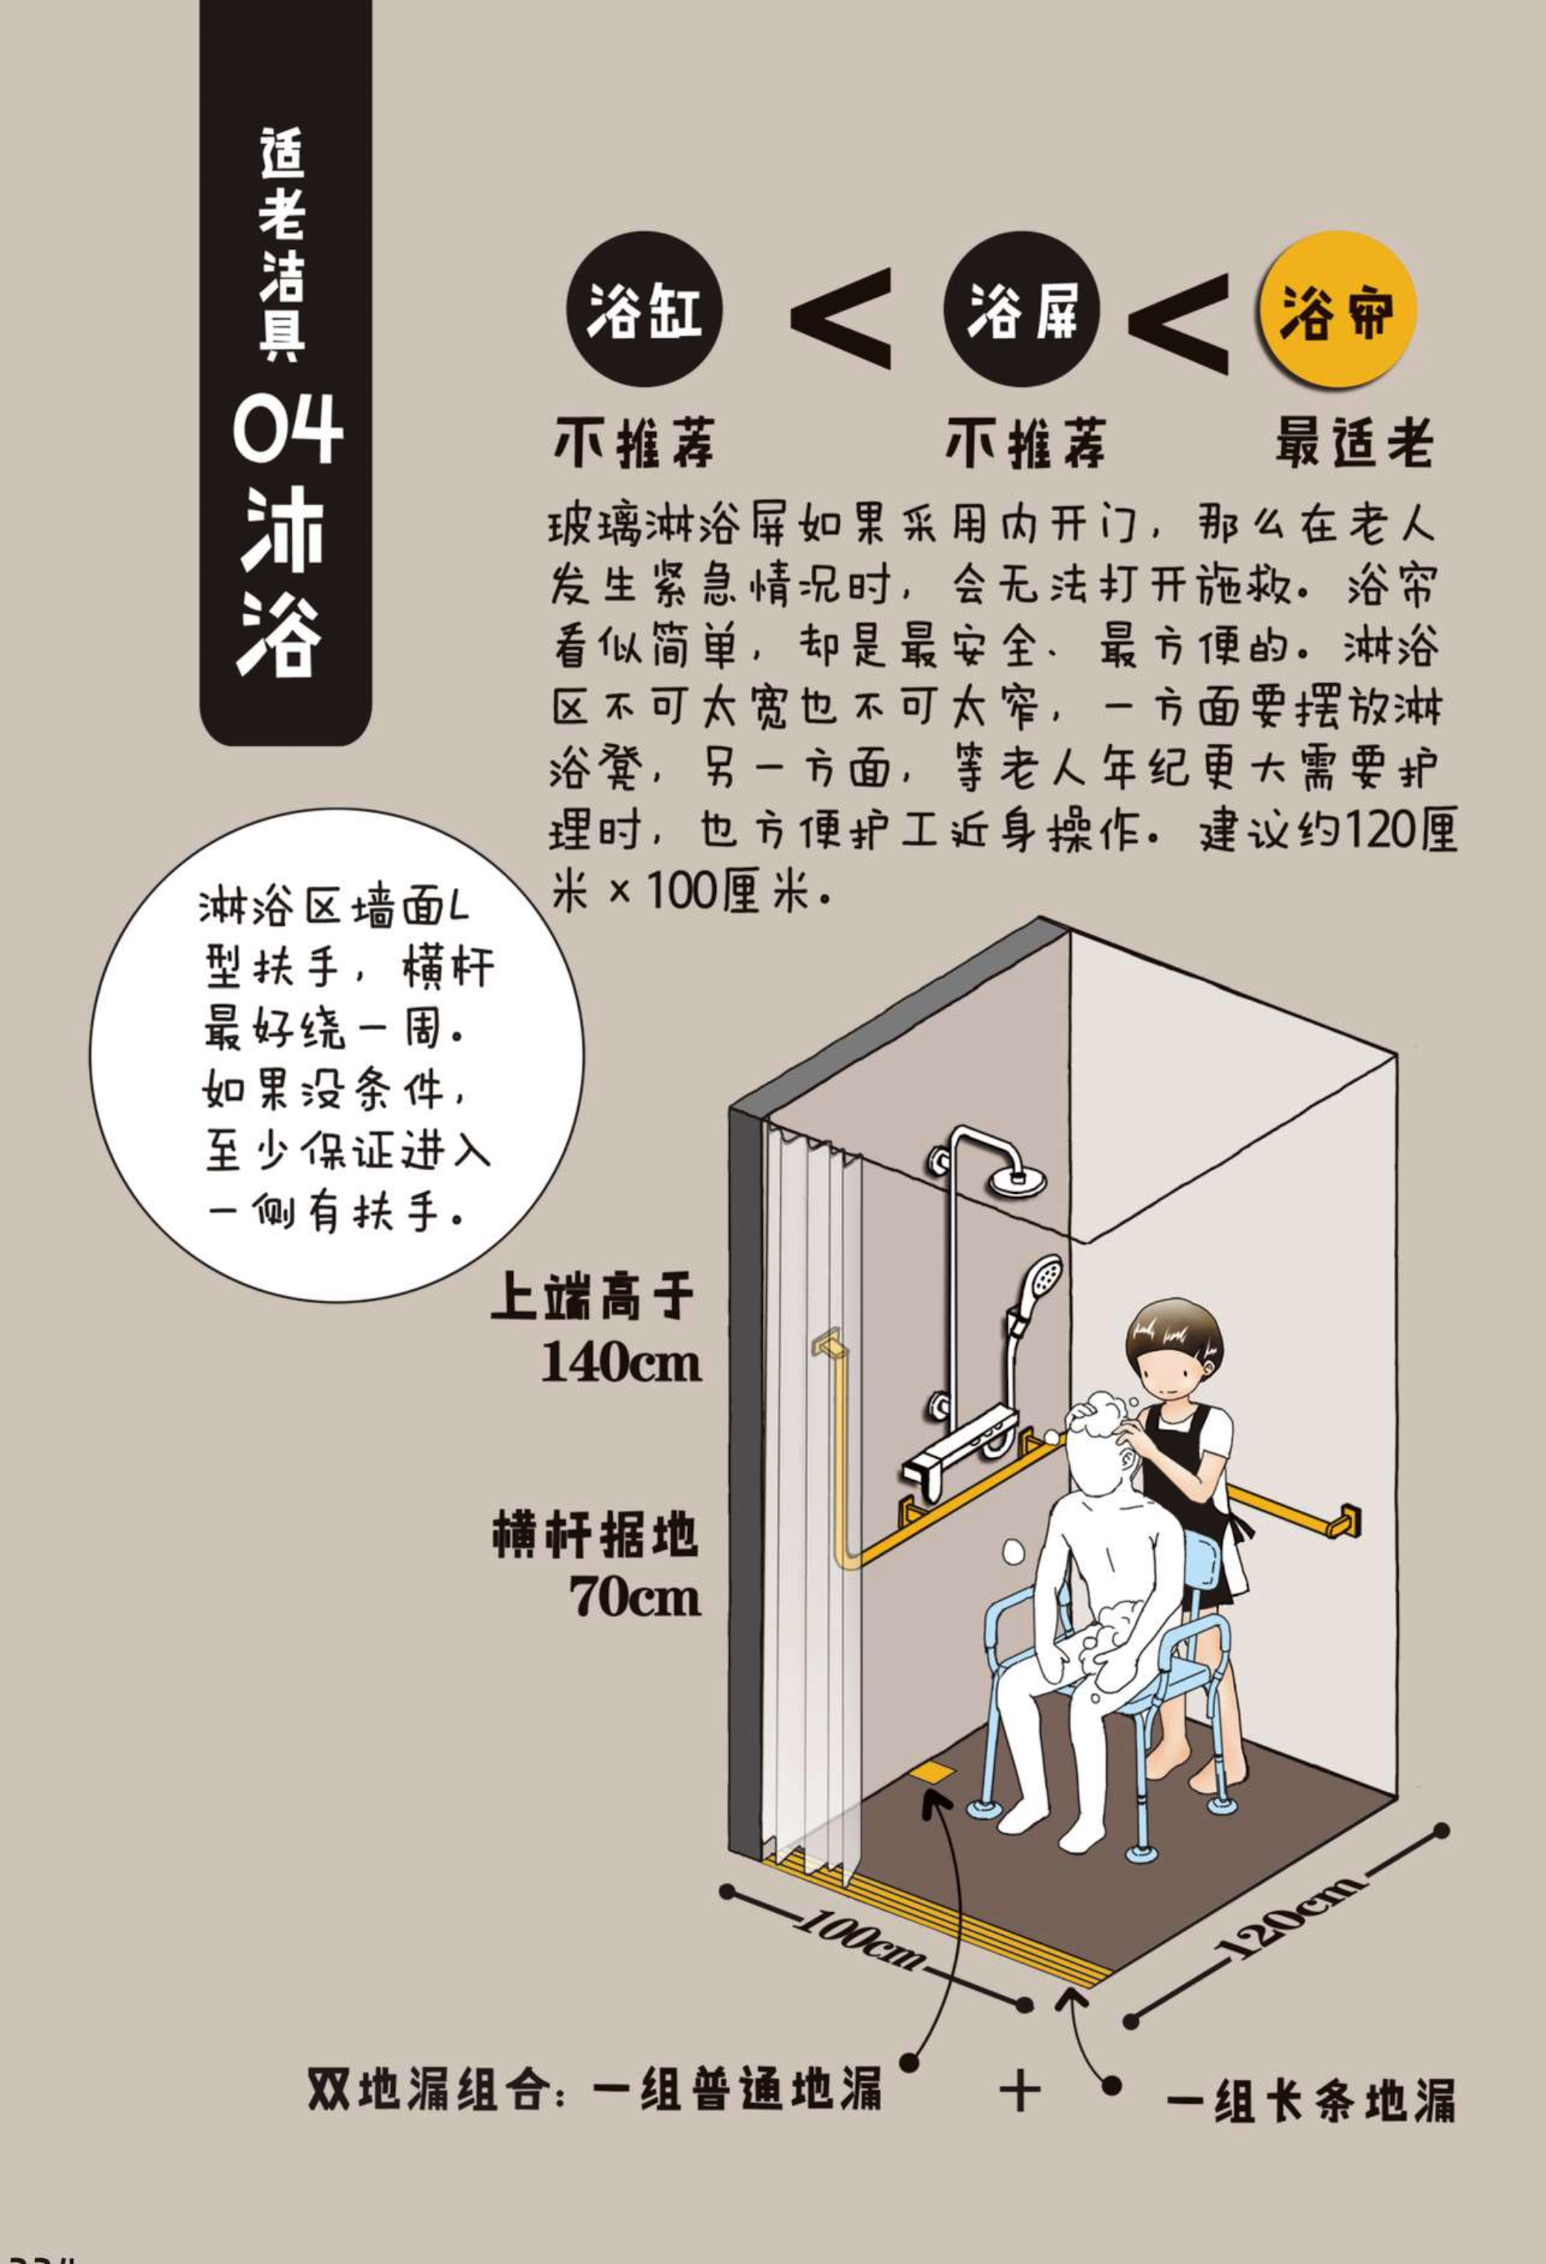 适老洁具
04
沐浴
浴缸 < 浴屏 < 浴帘
不推荐 不推荐 最适老
玻璃淋浴屏如果采用内开门，那么在老人
发生紧急情况时，会无法打开施救。浴帘
看似简单，却是最安全、最方便的。淋浴
区不可太宽也不可太窄，一方面要摆放淋
浴凳，另一方面，等老人年纪更大需要护
理时，也方便护工近身操作。建议约120厘
米×100厘米。
淋浴区墙面L
型扶手，横杆
最好绕一周。
如果没条件，
至少保证进入
一侧有扶手。
上端高于
140cm
横杆据地
70cm
100cm
120cm
双地漏组合：一组普通地漏 + 一组长条地漏